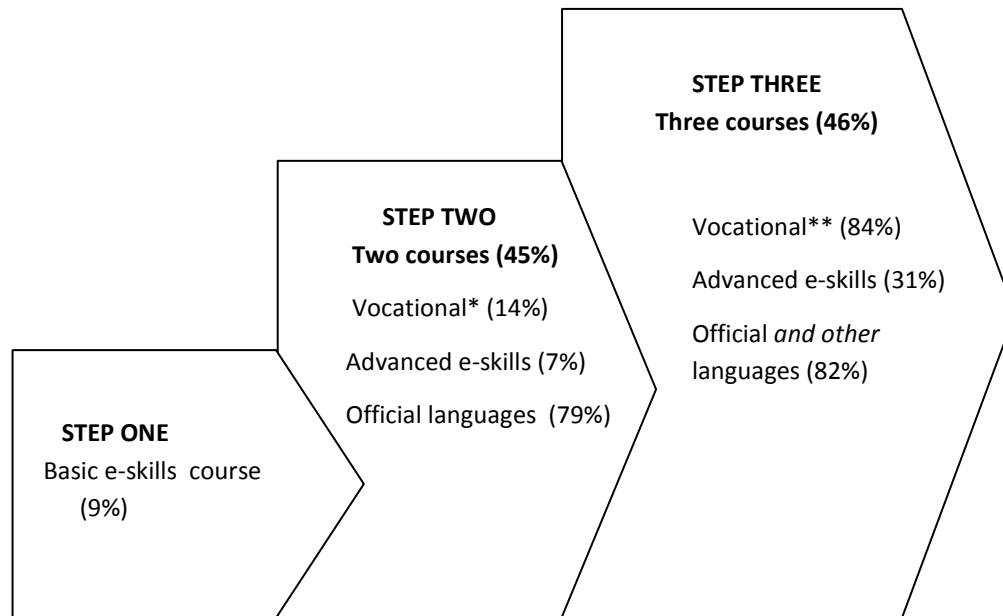 STEP THREE
Three courses (46%)
Vocational** (84%)
Advanced e-skills (31%)
Official and other
languages (82%)
STEP TWO
Two courses (45%)
Vocational* (14%)
Advanced e-skills (7%)
Official languages (79%)
STEP ONE
Basic e-skills course
(9%)